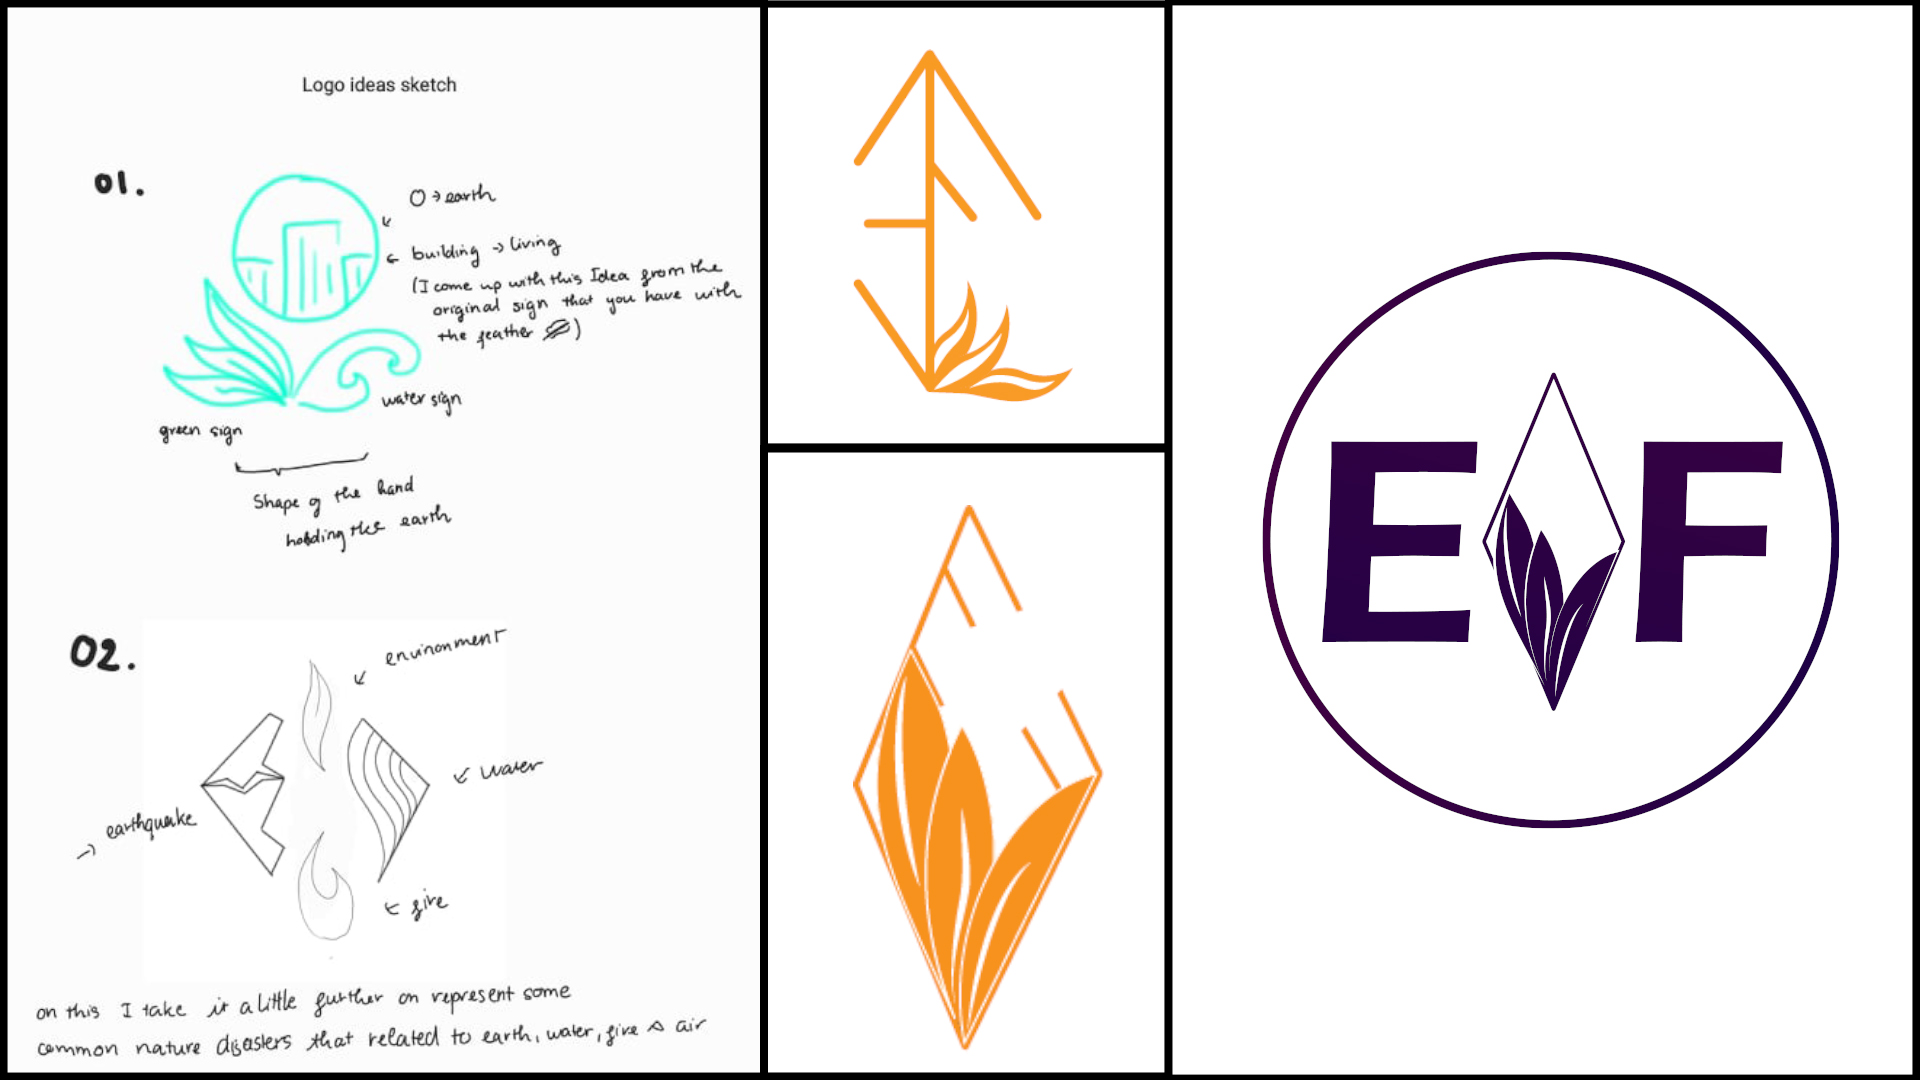 Logo ideas sketch
01.
O → earth
building → living
(I come up with this Idea from the
original sign that you have with
the feather )
water sign
green sign
Shape of the hand
holding the earth
02.
environment
water
earthquake
fire
on this I take it a little further on represent some
common nature disasters that related to earth, water, fire & air
E F